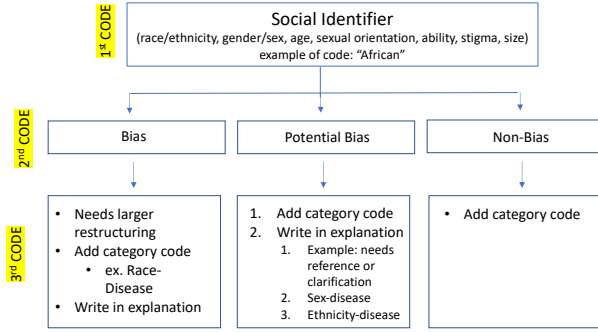 1st CODE
Social Identifier
(race/ethnicity, gender/sex, age, sexual orientation, ability, stigma, size)
example of code: “African”
2nd CODE
Bias
Potential Bias
Non-Bias
3rd CODE
• Needs larger
restructuring
• Add category code
• ex. Race-
Disease
• Write in explanation
1. Add category code
2. Write in explanation
1. Example: needs
reference or
clarification
2. Sex-disease
3. Ethnicity-disease
• Add category code